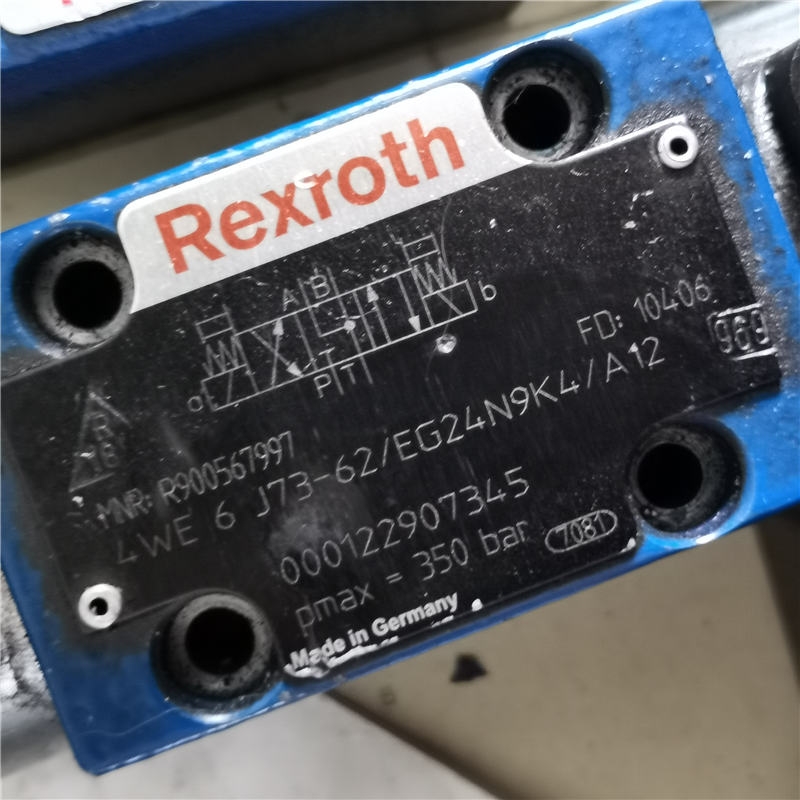 Rexroth
A B
a
b
P T
FD: 10406
969
R
MNR: R900567997
4WE 6 J73-62/EG24N9K4/A12
000122907345
pmax = 350 bar 7081
Made in Germany